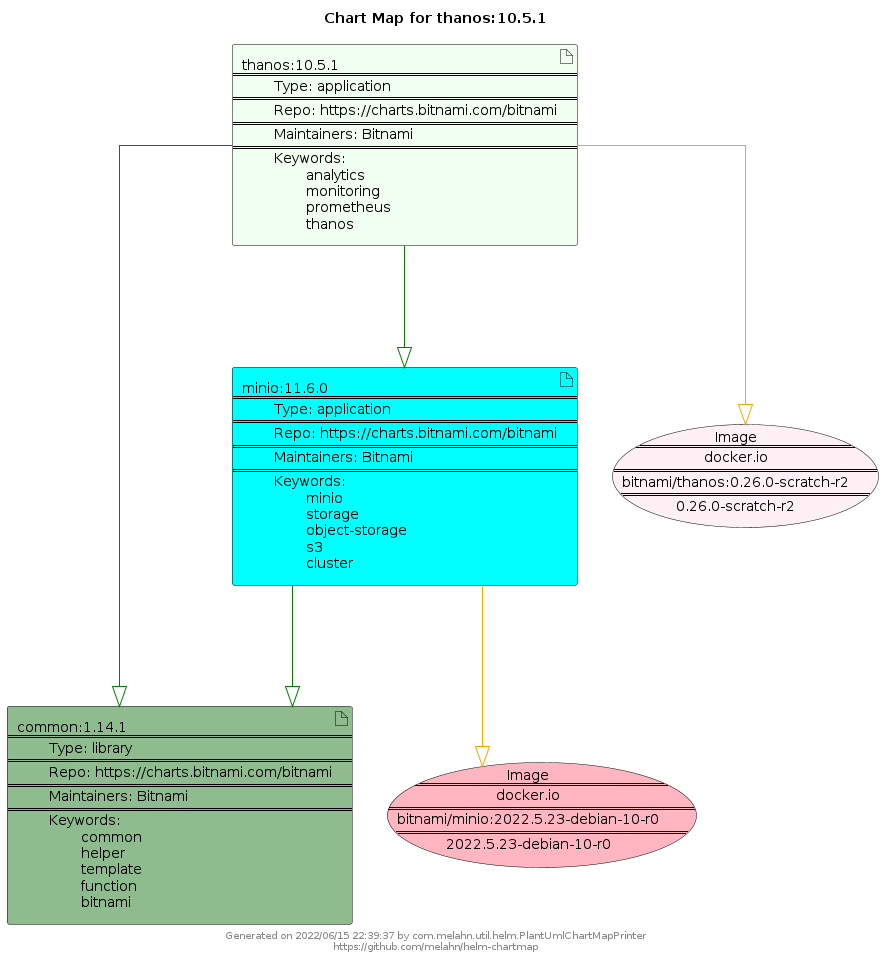 Chart Map for thanos:10.5.1
thanos:10.5.1
Type: application
Repo: https://charts.bitnami.com/bitnami
Maintainers: Bitnami
Keywords:
analytics
monitoring
prometheus
thanos
minio:11.6.0
Type: application
Repo: https://charts.bitnami.com/bitnami
Maintainers: Bitnami
Keywords:
minio
storage
object-storage
s3
cluster
Image
docker.io
bitnami/thanos:0.26.0-scratch-r2
0.26.0-scratch-r2
common:1.14.1
Type: library
Repo: https://charts.bitnami.com/bitnami
Maintainers: Bitnami
Keywords:
common
helper
template
function
bitnami
Image
docker.io
bitnami/minio:2022.5.23-debian-10-r0
2022.5.23-debian-10-r0
Generated on 2022/06/15 22:39:37 by com.melahn.util.helm.PlantUmlChartMapPrinter
https://github.com/melahn/helm-chartmap